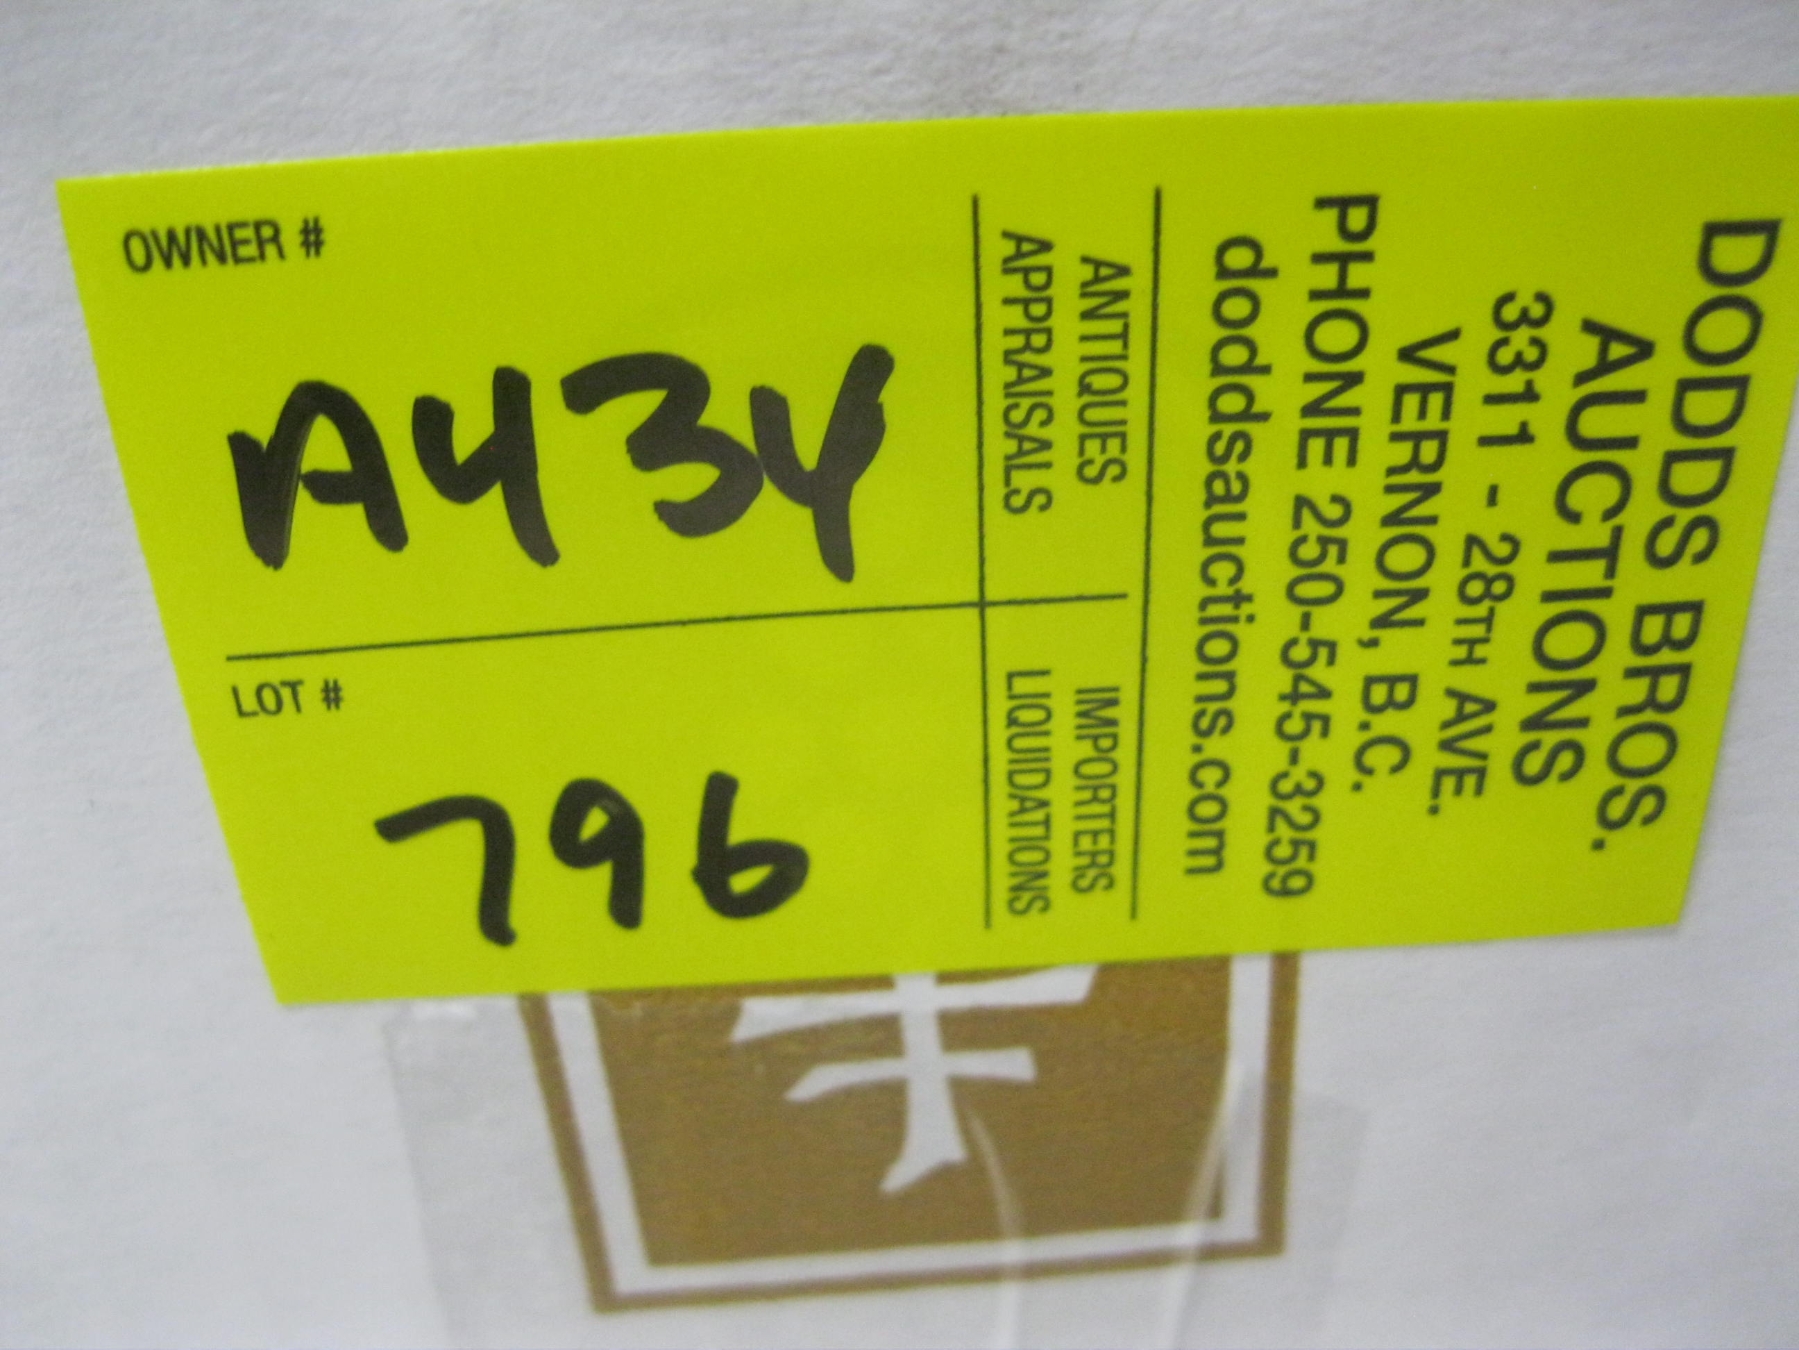 OWNER #
A434
LOT #
796
ANTIQUES IMPORTERS
APPRAISALS LIQUIDATIONS
DODDS BROS.
AUCTIONS
3311 - 28TH AVE.
VERNON, B.C.
PHONE 250-545-3259
doddsauctions.com